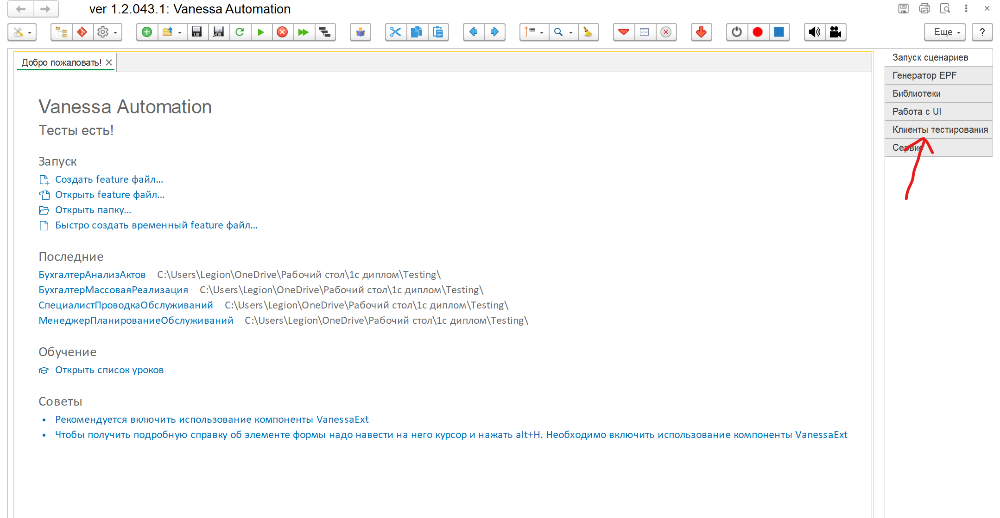 ver 1.2.043.1: Vanessa Automation
Еще
?
Добро пожаловать!
Запуск сценариев
Генератор EPF
Библиотеки
Работа с UI
Клиенты тестирования
Сервис
Vanessa Automation
Тесты есть!
Запуск
Создать feature файл...
Открыть feature файл...
Открыть папку...
Быстро создать временный feature файл...
Последние
БухгалтерАнализАктов C:\Users\Legion\OneDrive\Рабочий стол\1с диплом\Testing\
БухгалтерМассоваяРеализация C:\Users\Legion\OneDrive\Рабочий стол\1с диплом\Testing\
СпециалистПроводкаОбслуживаний C:\Users\Legion\OneDrive\Рабочий стол\1с диплом\Testing\
МенеджерПланированиеОбслуживаний C:\Users\Legion\OneDrive\Рабочий стол\1с диплом\Testing\
Обучение
Открыть список уроков
Советы
Рекомендуется включить использование компоненты VanessaExt
Чтобы получить подробную справку об элементе формы надо навести на него курсор и нажать alt+H. Необходимо включить использование компоненты VanessaExt